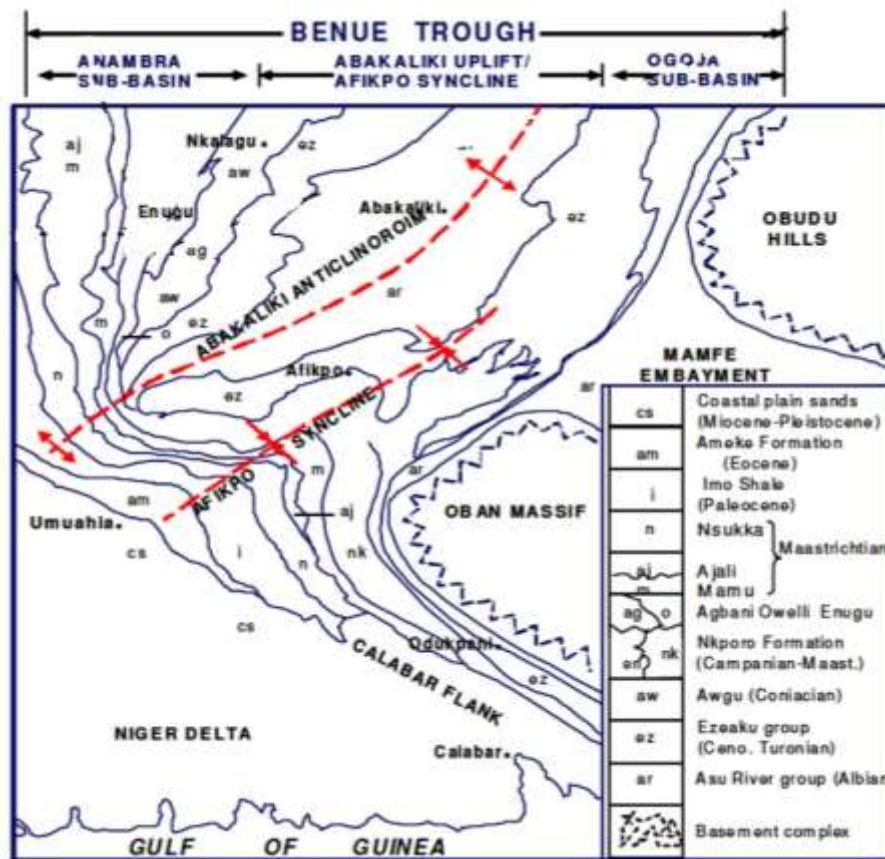 BENUE TROUGH
ANAMBRA
SUB-BASIN
ABAKALIKI UPLIFT/
AFIKPO SYNCLINE
OGOJA
SUB-BASIN
aj
m
Nkalagu
ez
aw
Enugu
Abakaliki
ez
OBUDU
HILLS
ag
aw
ABAKALIKI ANTICLINOROIM
ar
m
o
ez
MAMFE
EMBAYMENT
n
Afikpo
ez
ar
AFIKPO SYNCLINE
m
ar
am
Umuahia
aj
OBAN MASSIF
cs
i
n
nk
cs
Odukpani
ez
CALABAR FLANK
NIGER DELTA
Calabar
GULF OF GUINEA
cs Coastal plain sands
(Miocene-Pleistocene)
am Ameke Formation
(Eocene)
i Imo Shale
(Paleocene)
n Nsukka
Maastrichtian
aj Ajali
m Mamu
ag o Agbani Owelli Enugu
en nk Nkporo Formation
(Campanian-Maast.)
aw Awgu (Coniacian)
ez Ezeaku group
(Ceno. Turonian)
ar Asu River group (Albian
Basement complex